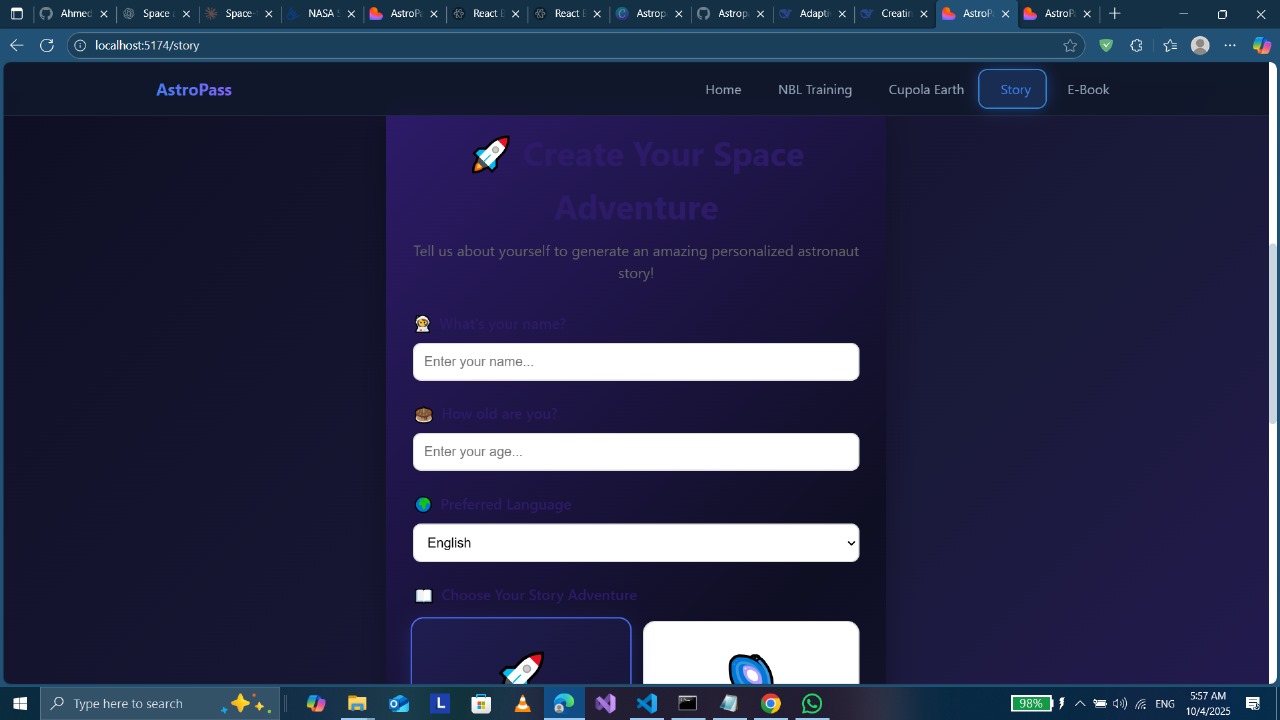 Ahmed
Space
Space-
NASA S
AstroPa
React B
React B
Astrop
Astrop
Adapti
Creatin
AstroPa
AstroPa
localhost:5174/story
AstroPass
Home
NBL Training
Cupola Earth
Story
E-Book
Create Your Space
Adventure
Tell us about yourself to generate an amazing personalized astronaut
story!
What's your name?
Enter your name...
How old are you?
Enter your age...
Preferred Language
English
Choose Your Story Adventure
Type here to search
98%
ENG
5:57 AM
10/4/2025